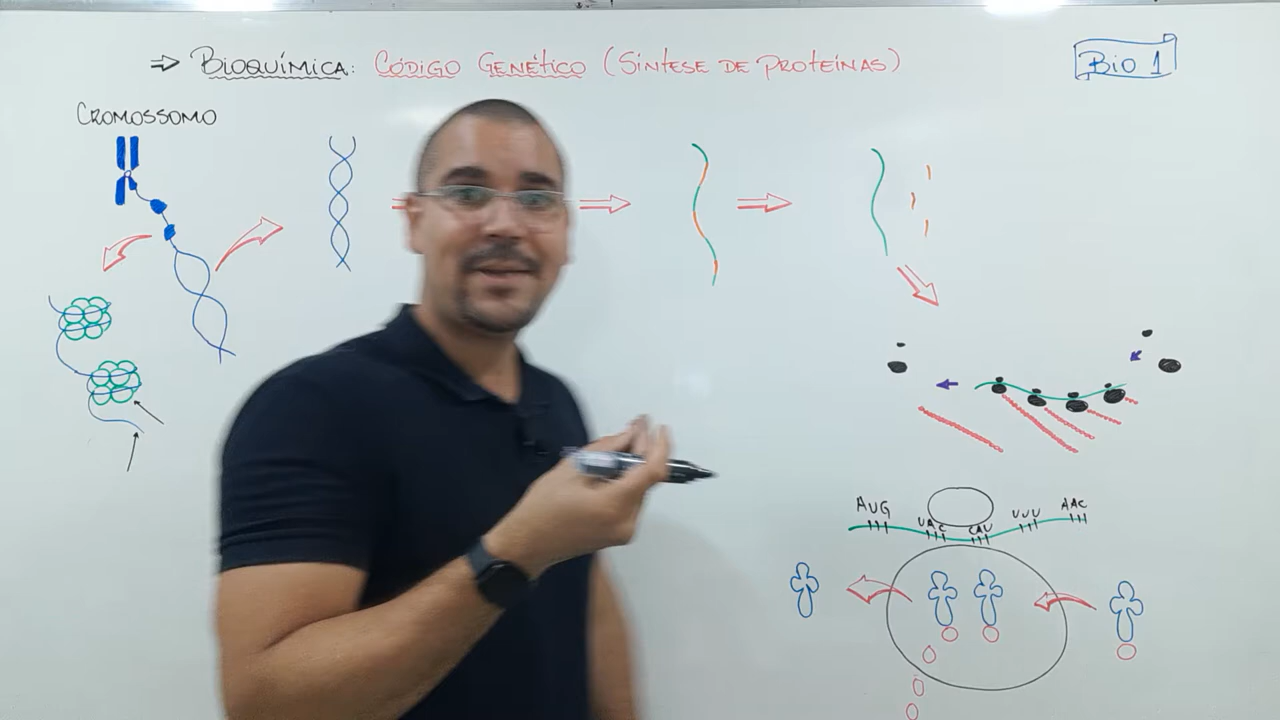 ⇒ BIOQUÍMICA: CÓDIGO GENÉTICO (SÍNTESE DE PROTEÍNAS)
BIO 1
CROMOSSOMO
AUG UAC CAU UUU AAC